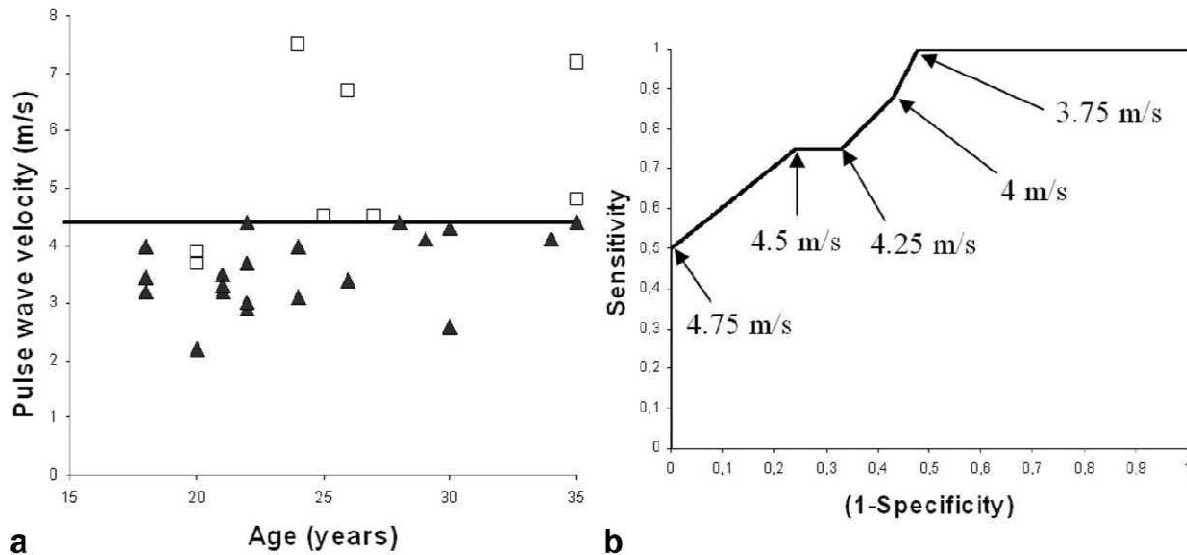 8
7
6
5
4
3
2
1
0
15 20 25 30 35
Pulse wave velocity (m/s)
Age (years)
a
1
0,9
0,8
0,7
0,6
0,5
0,4
0,3
0,2
0,1
0
0 0,1 0,2 0,3 0,4 0,5 0,6 0,7 0,8 0,9 1
Sensitivity
(1-Specificity)
3.75 m/s
4 m/s
4.5 m/s
4.25 m/s
4.75 m/s
b